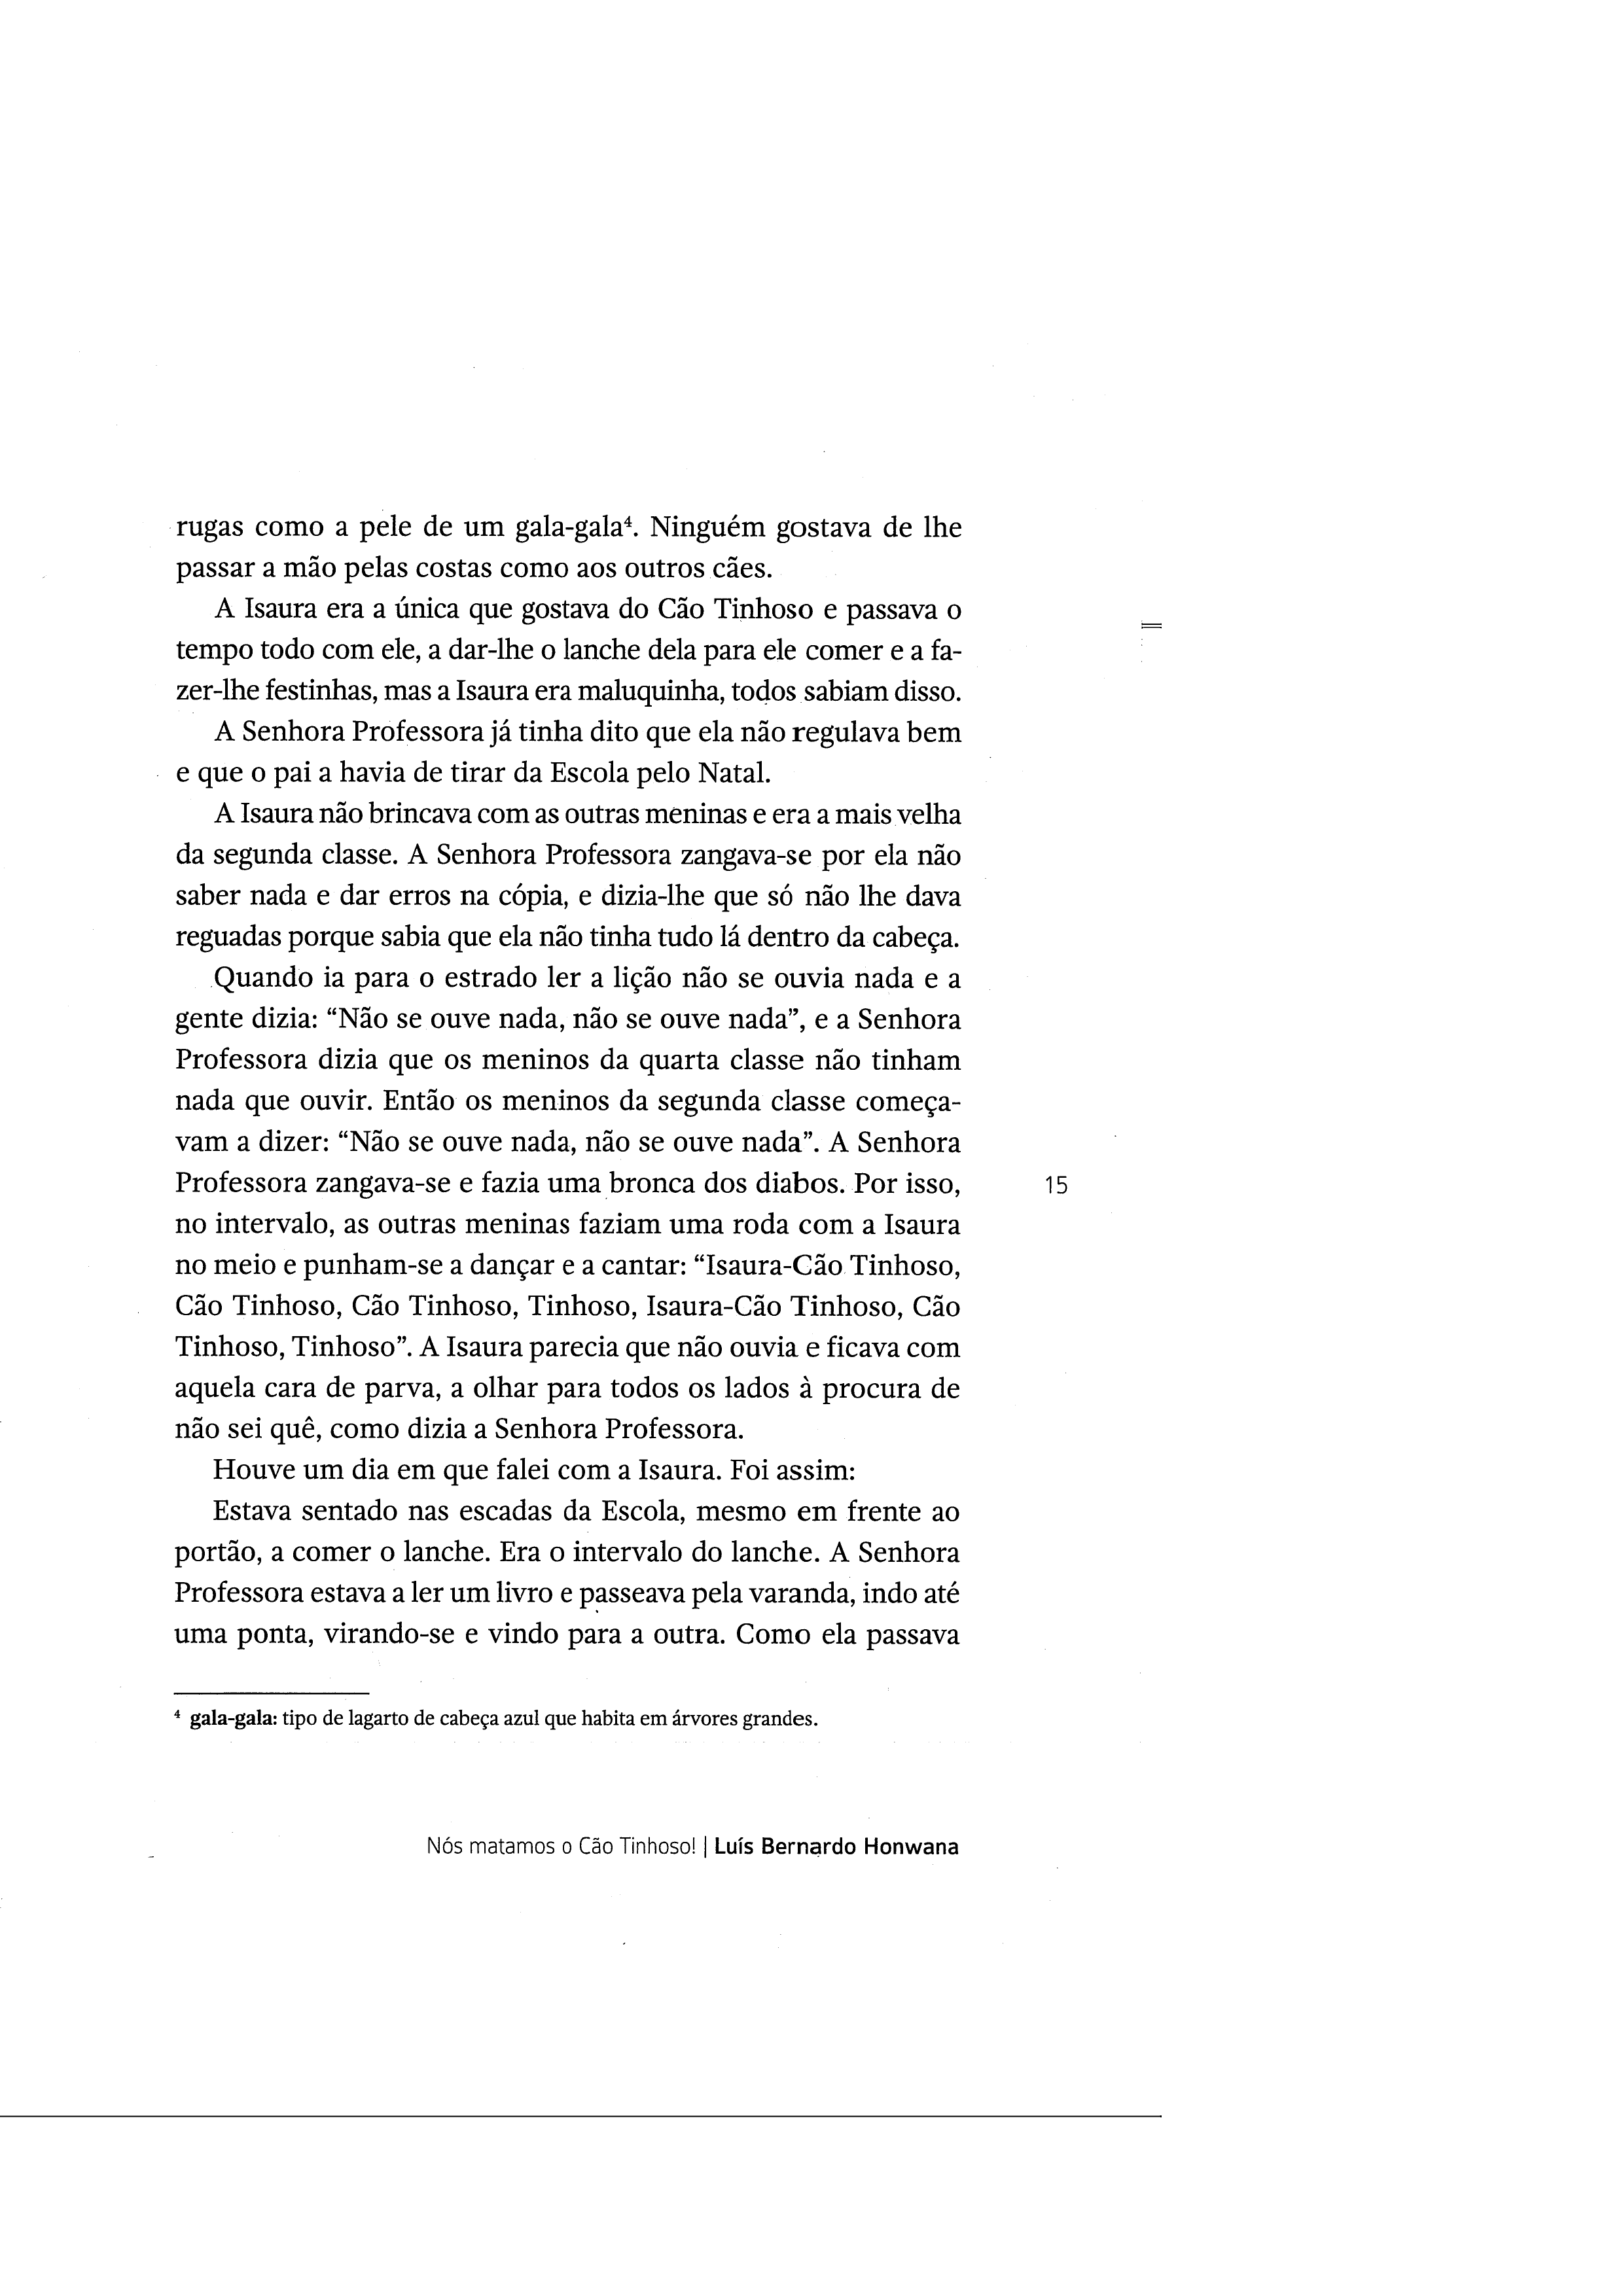 rugas como a pele de um gala-gala⁴. Ninguém gostava de lhe
passar a mão pelas costas como aos outros cães.
A Isaura era a única que gostava do Cão Tinhoso e passava o
tempo todo com ele, a dar-lhe o lanche dela para ele comer e a fa-
zer-lhe festinhas, mas a Isaura era maluquinha, todos sabiam disso.
A Senhora Professora já tinha dito que ela não regulava bem
e que o pai a havia de tirar da Escola pelo Natal.
A Isaura não brincava com as outras meninas e era a mais velha
da segunda classe. A Senhora Professora zangava-se por ela não
saber nada e dar erros na cópia, e dizia-lhe que só não lhe dava
reguadas porque sabia que ela não tinha tudo lá dentro da cabeça.
Quando ia para o estrado ler a lição não se ouvia nada e a
gente dizia: “Não se ouve nada, não se ouve nada”, e a Senhora
Professora dizia que os meninos da quarta classe não tinham
nada que ouvir. Então os meninos da segunda classe começa-
vam a dizer: “Não se ouve nada, não se ouve nada”. A Senhora
Professora zangava-se e fazia uma bronca dos diabos. Por isso,
no intervalo, as outras meninas faziam uma roda com a Isaura
no meio e punham-se a dançar e a cantar: “Isaura-Cão Tinhoso,
Cão Tinhoso, Cão Tinhoso, Tinhoso, Isaura-Cão Tinhoso, Cão
Tinhoso, Tinhoso”. A Isaura parecia que não ouvia e ficava com
aquela cara de parva, a olhar para todos os lados à procura de
não sei quê, como dizia a Senhora Professora.
Houve um dia em que falei com a Isaura. Foi assim:
Estava sentado nas escadas da Escola, mesmo em frente ao
portão, a comer o lanche. Era o intervalo do lanche. A Senhora
Professora estava a ler um livro e passeava pela varanda, indo até
uma ponta, virando-se e vindo para a outra. Como ela passava
15
⁴ gala-gala: tipo de lagarto de cabeça azul que habita em árvores grandes.
Nós matamos o Cão Tinhoso! | Luís Bernardo Honwana